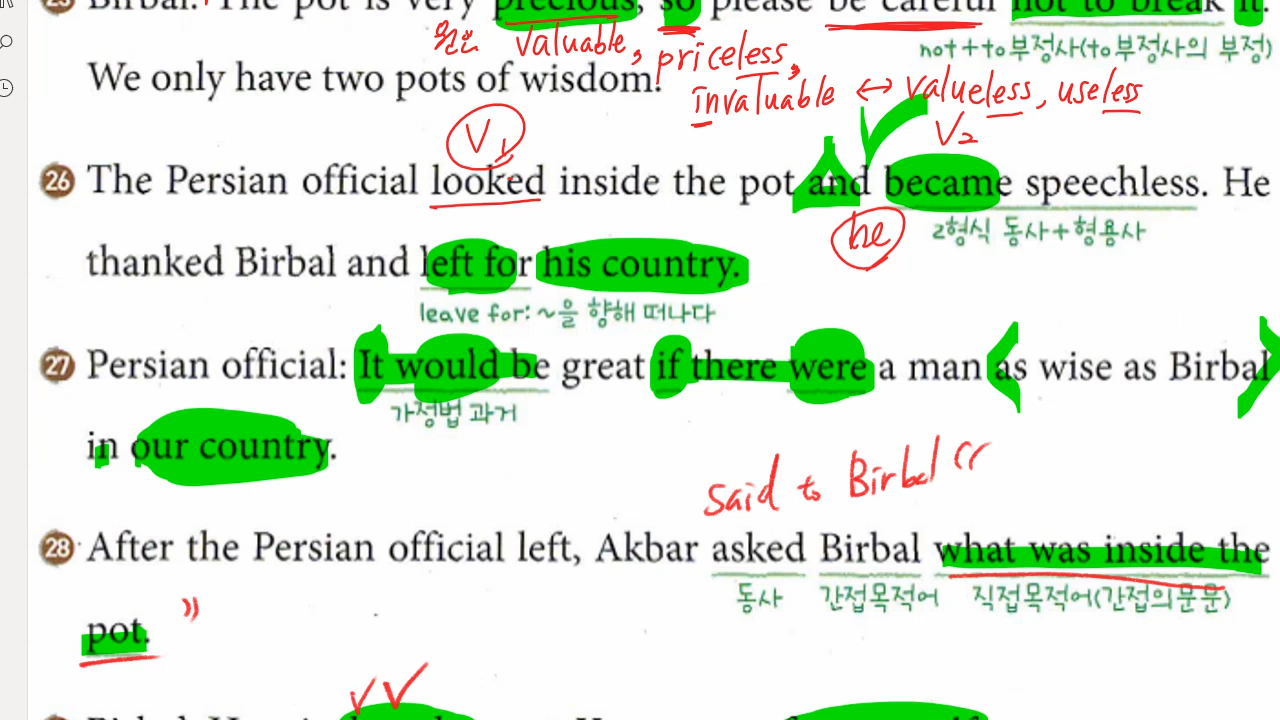 25 Birbal: The pot is very precious, so please be careful not to break it.
원인 valuable, priceless, not++to부정사(to부정사의 부정)
We only have two pots of wisdom!
invaluable ↔ valueless, useless
V1 V2
26 The Persian official looked inside the pot and became speechless. He
he 2형식 동사+형용사
thanked Birbal and left for his country.
leave for: ~을 향해 떠나다
27 Persian official: It would be great if there were a man <as wise as Birbal>
가정법 과거
in our country.
said to Birbal "
28 After the Persian official left, Akbar asked Birbal what was inside the
동사 간접목적어 직접목적어(간접의문문)
pot. "